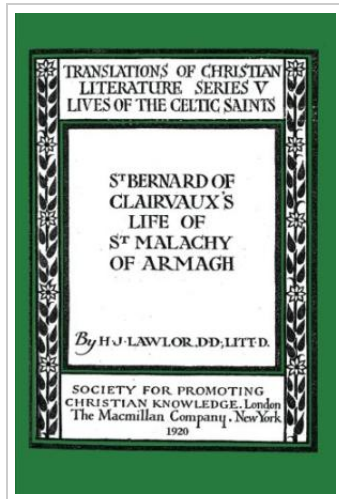 TRANSLATIONS OF CHRISTIAN
LITERATURE SERIES V
LIVES OF THE CELTIC SAINTS
ST BERNARD OF
CLAIRVAUX'S
LIFE OF
ST MALACHY
OF ARMAGH
By H·J·LAWLOR,D.D.,LITT·D.
SOCIETY FOR PROMOTING
CHRISTIAN KNOWLEDGE. London
The Macmillan Company. New York
1920